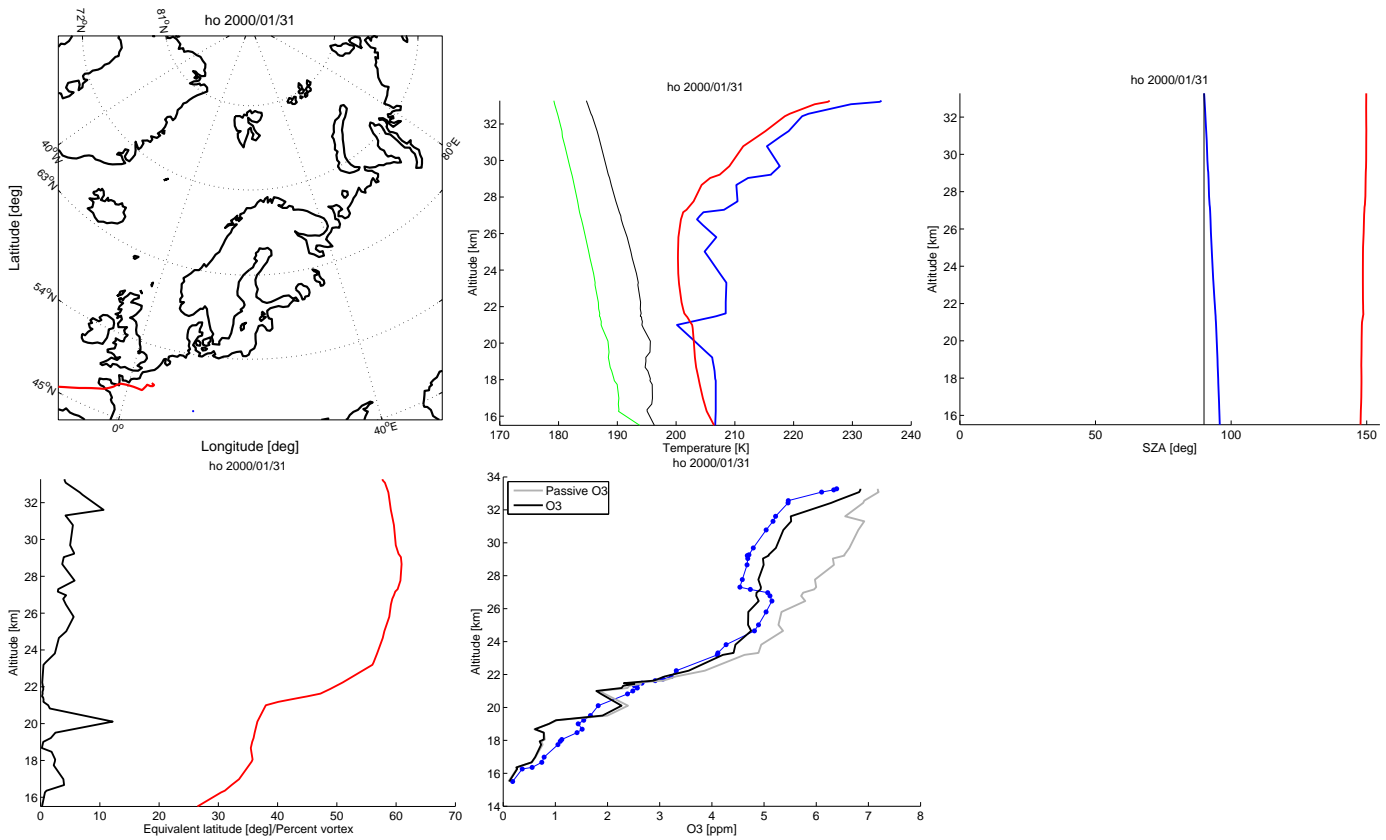 ho 2000/01/31
72°N
81°N
40°W
63°N
54°N
45°N
0°
40°E
80°E
Latitude [deg]
Longitude [deg]
ho 2000/01/31
32
30
28
26
24
22
20
18
16
170 180 190 200 210 220 230 240
Altitude [km]
Temperature [K]
ho 2000/01/31
32
30
28
26
24
22
20
18
16
0 50 100 150
Altitude [km]
SZA [deg]
ho 2000/01/31
32
30
28
26
24
22
20
18
16
0 10 20 30 40 50 60 70
Altitude [km]
Equivalent latitude [deg]/Percent vortex
ho 2000/01/31
Passive O3
O3
34
32
30
28
26
24
22
20
18
16
14
0 1 2 3 4 5 6 7 8
Altitude [km]
O3 [ppm]